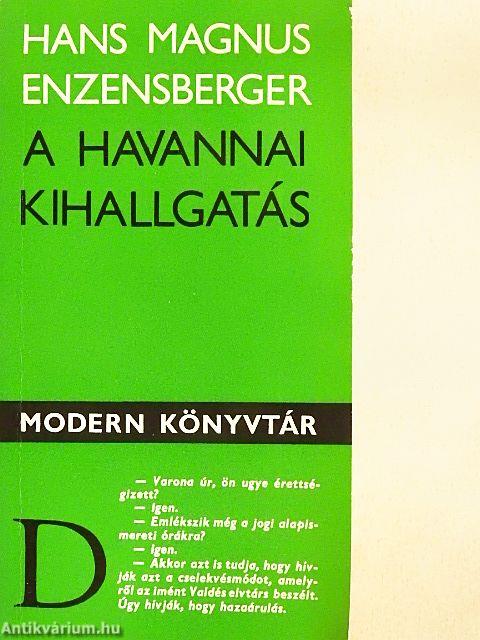 HANS MAGNUS
ENZENSBERGER
A HAVANNAI
KIHALLGATÁS
MODERN KÖNYVTÁR
D
— Varona úr, ön ugye érettsé-
gizett?
— Igen.
— Emlékszik még a jogi alapis-
mereti órákra?
— Igen.
— Akkor azt is tudja, hogy hív-
ják azt a cselekvésmódot, amely-
ről az imént Valdés elvtárs beszélt.
Úgy hívják, hogy hazaárulás.
Antikvárium.hu